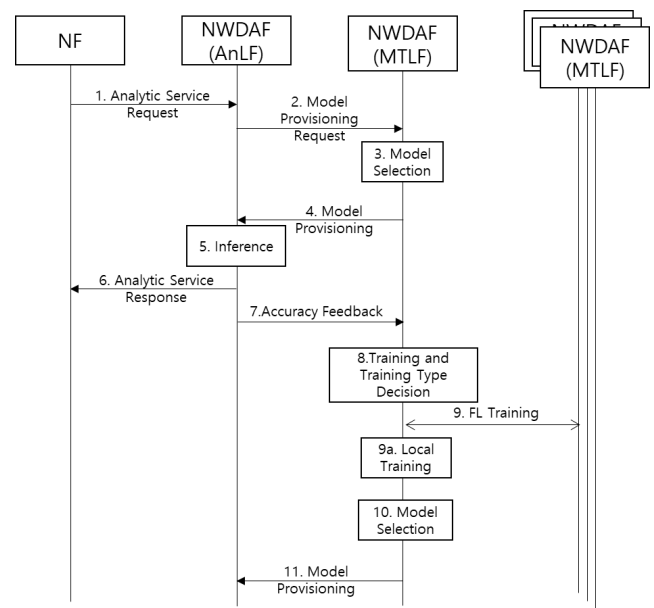 NF
NWDAF
(AnLF)
NWDAF
(MTLF)
NWDAF
(MTLF)
1. Analytic Service
Request
2. Model
Provisioning
Request
3. Model
Selection
4. Model
Provisioning
5. Inference
6. Analytic Service
Response
7.Accuracy Feedback
8.Training and
Training Type
Decision
9. FL Training
9a. Local
Training
10. Model
Selection
11. Model
Provisioning